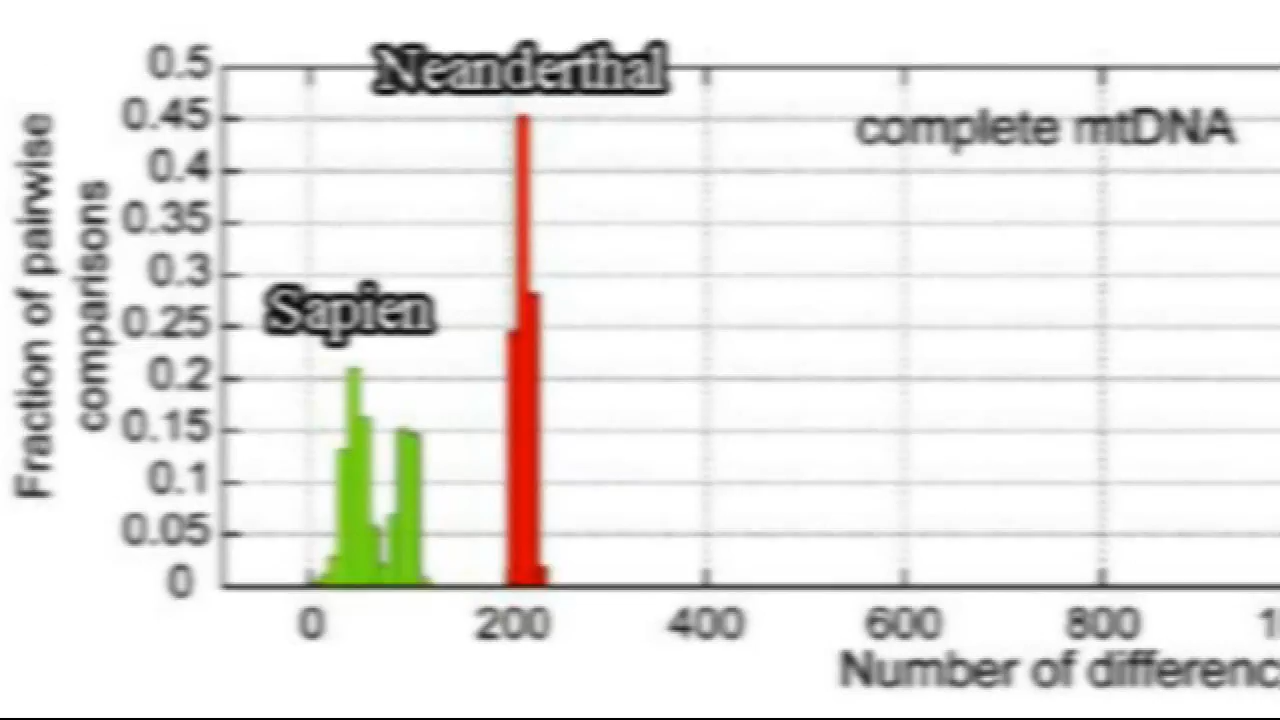 Neanderthal
0.5
0.45
complete mtDNA
0.4
0.35
0.3
Sapien
0.25
0.2
0.15
0.1
0.05
0
Fraction of pairwise
comparisons
0 200 400 600 800
Number of differenc